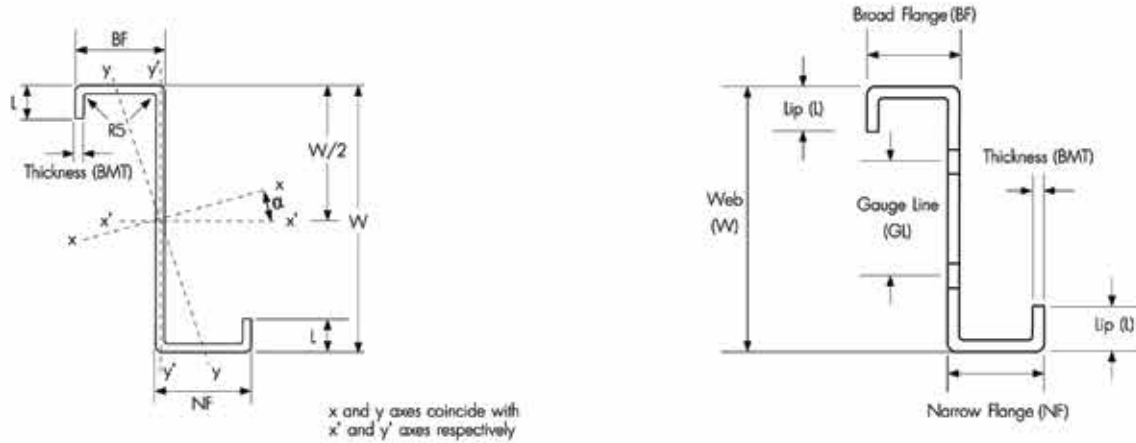 BF
y
y'
L
R5
Thickness (BMT)
W/2
x
α
x'
x'
x
W
L
y'
y
NF
x and y axes coincide with
x' and y' axes respectively
Broad Flange (BF)
Lip (L)
Thickness (BMT)
Web
(W)
Gauge Line
(GL)
Lip (L)
Narrow Flange (NF)